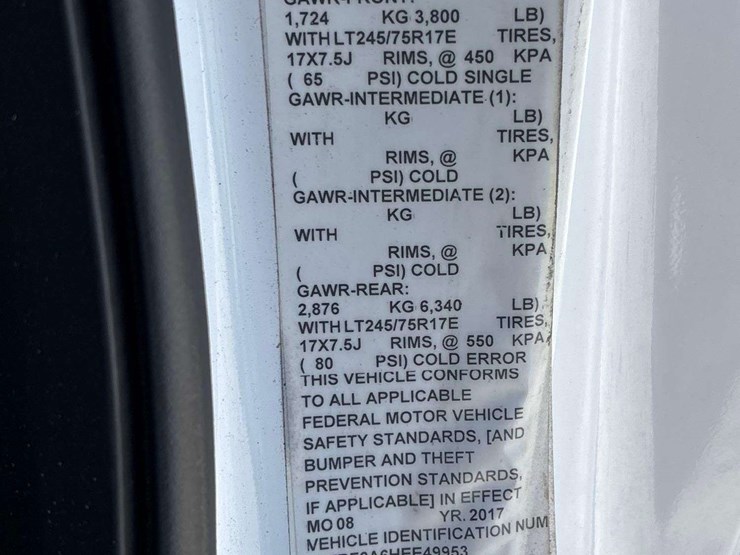 GAWR-FRONT:
1,724 KG 3,800 LB)
WITH LT245/75R17E TIRES,
17X7.5J RIMS, @ 450 KPA
( 65 PSI) COLD SINGLE
GAWR-INTERMEDIATE (1):
KG LB)
WITH TIRES,
RIMS, @ KPA
( PSI) COLD
GAWR-INTERMEDIATE (2):
KG LB)
WITH TIRES,
RIMS, @ KPA
( PSI) COLD
GAWR-REAR:
2,876 KG 6,340 LB)
WITH LT245/75R17E TIRES,
17X7.5J RIMS, @ 550 KPA
( 80 PSI) COLD ERROR
THIS VEHICLE CONFORMS
TO ALL APPLICABLE
FEDERAL MOTOR VEHICLE
SAFETY STANDARDS, [AND
BUMPER AND THEFT
PREVENTION STANDARDS,
IF APPLICABLE] IN EFFECT
MO 08 YR. 2017
VEHICLE IDENTIFICATION NUM